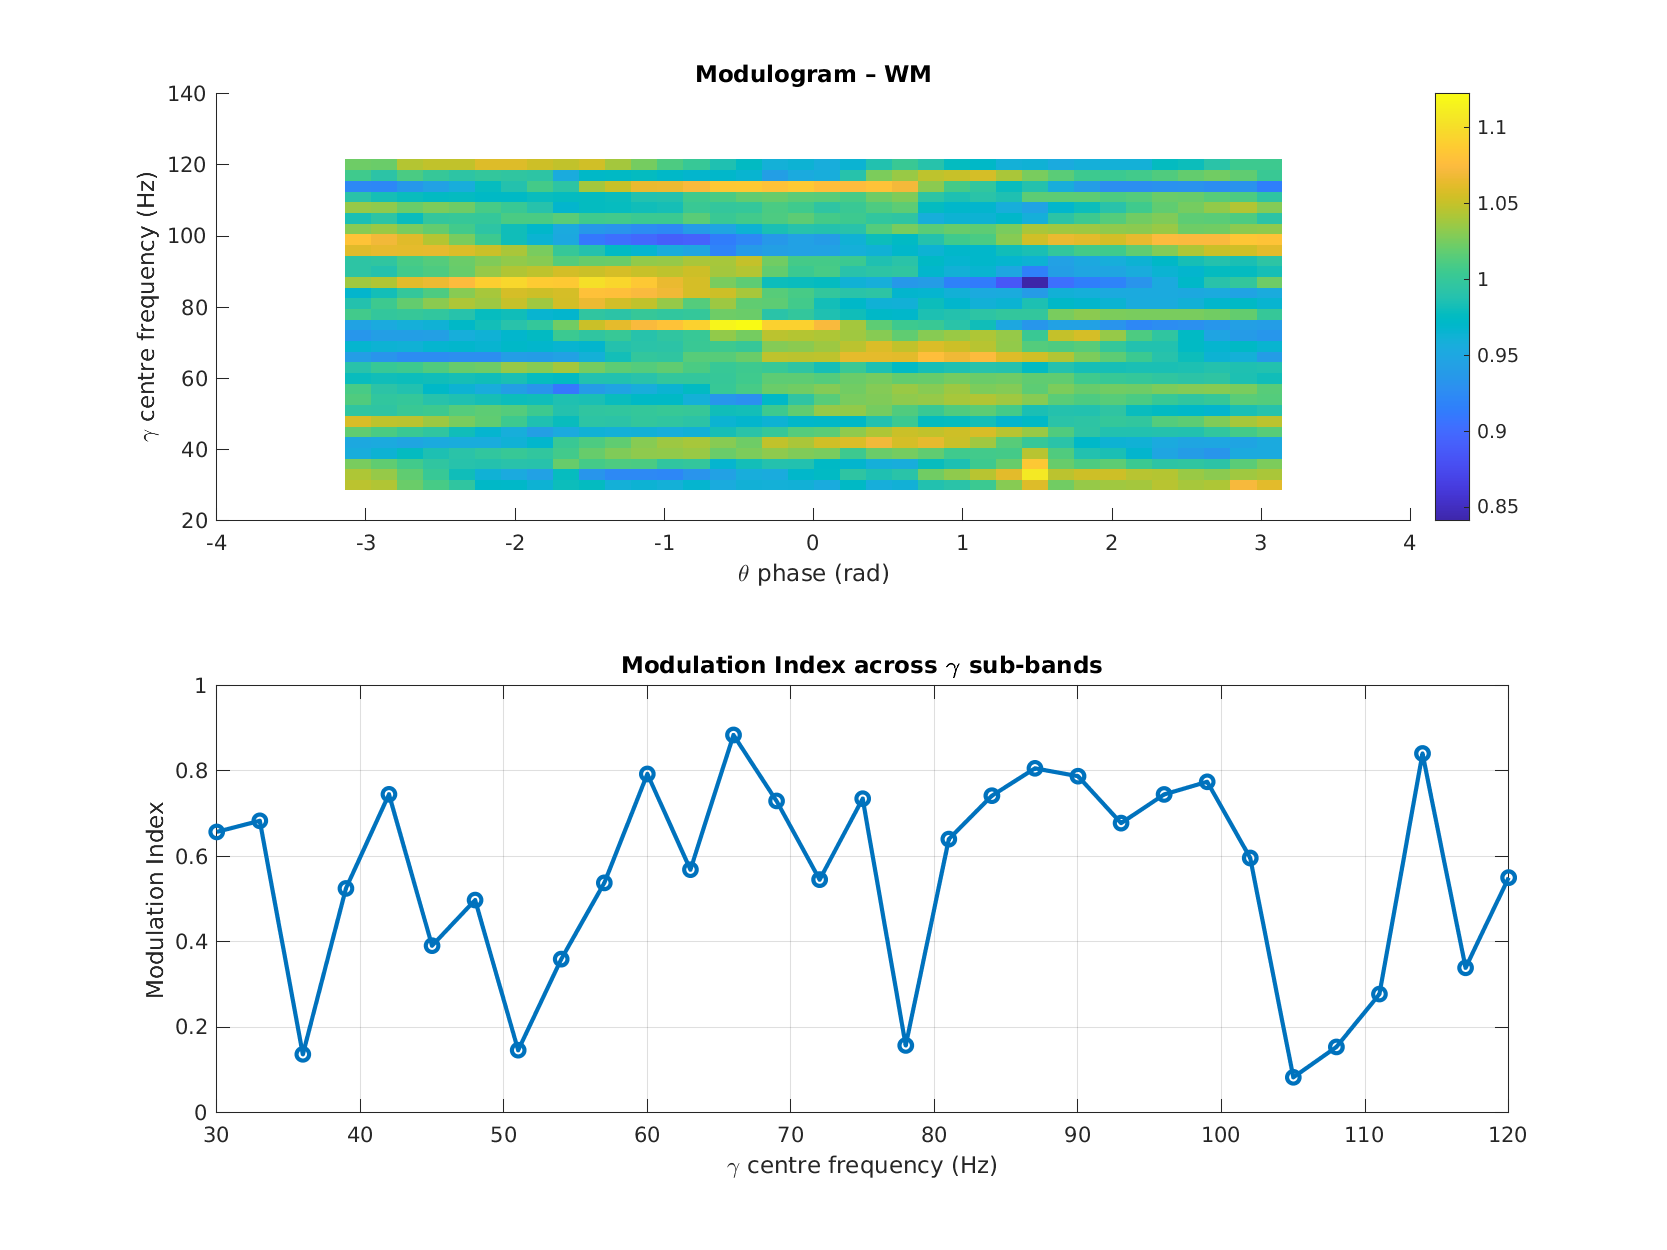 Modulogram – WM
140
120
100
80
60
40
20
γ centre frequency (Hz)
-4 -3 -2 -1 0 1 2 3 4
θ phase (rad)
1.1
1.05
1
0.95
0.9
0.85
Modulation Index across γ sub-bands
1
0.8
0.6
0.4
0.2
0
Modulation Index
30 40 50 60 70 80 90 100 110 120
γ centre frequency (Hz)